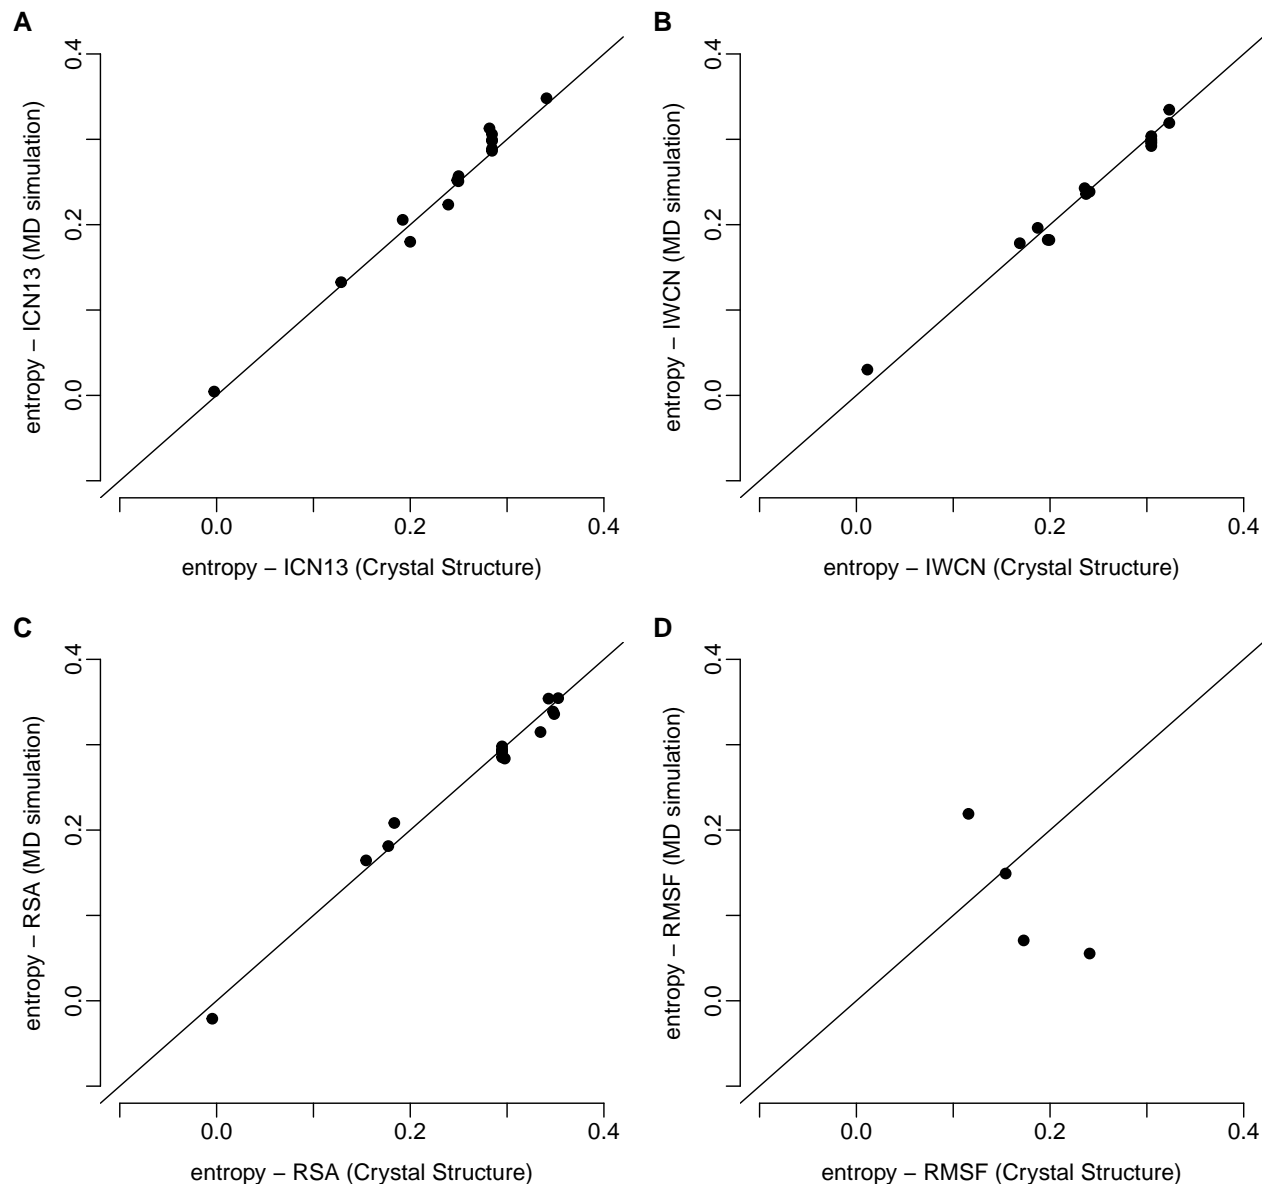 A
entropy – ICN13 (MD simulation)
0.4
0.2
0.0
0.0 0.2 0.4
entropy – ICN13 (Crystal Structure)
B
entropy – IWCN (MD simulation)
0.4
0.2
0.0
0.0 0.2 0.4
entropy – IWCN (Crystal Structure)
C
entropy – RSA (MD simulation)
0.4
0.2
0.0
0.0 0.2 0.4
entropy – RSA (Crystal Structure)
D
entropy – RMSF (MD simulation)
0.4
0.2
0.0
0.0 0.2 0.4
entropy – RMSF (Crystal Structure)